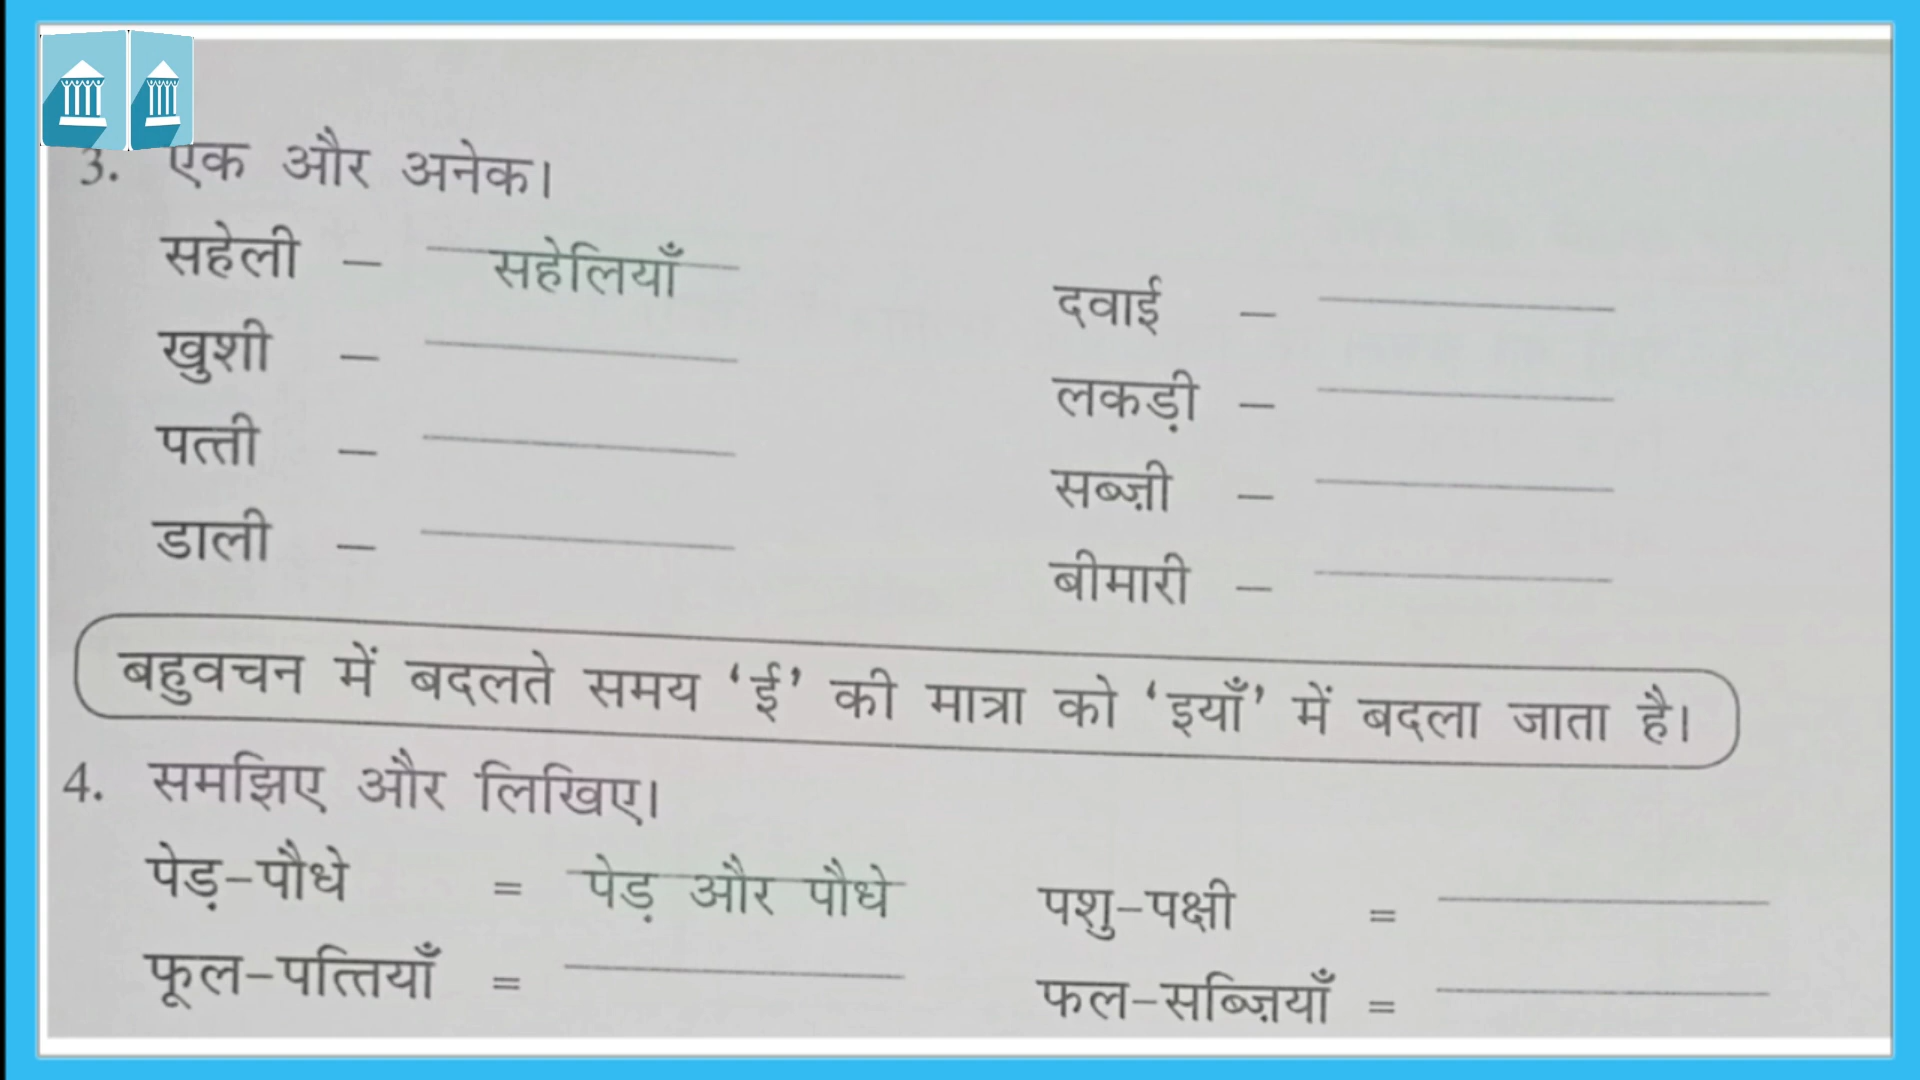 3. एक और अनेक।
सहेली – सहेलियाँ
दवाई –
खुशी –
लकड़ी –
पत्ती –
सब्ज़ी –
डाली –
बीमारी –
बहुवचन में बदलते समय ‘ई’ की मात्रा को ‘इयाँ’ में बदला जाता है।
4. समझिए और लिखिए।
पेड़-पौधे = पेड़ और पौधे
पशु-पक्षी =
फूल-पत्तियाँ =
फल-सब्ज़ियाँ =